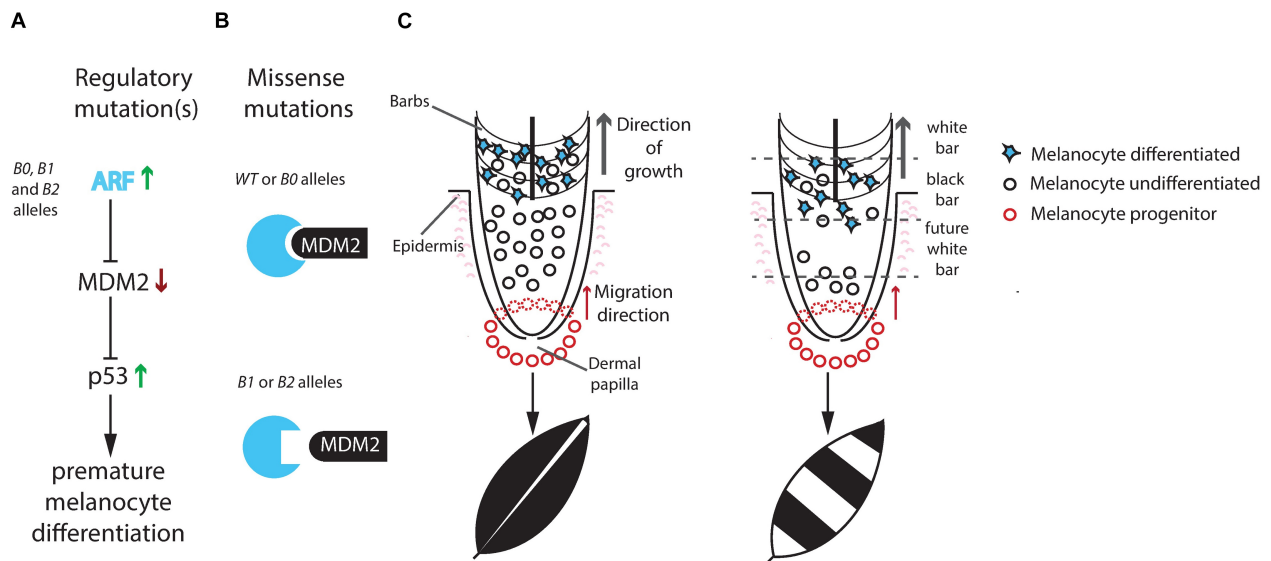 A
B
C
Regulatory
mutation(s)
B0, B1
and B2
alleles
ARF
MDM2
p53
premature
melanocyte
differentiation
Missense
mutations
WT or B0 alleles
MDM2
B1 or B2 alleles
MDM2
Barbs
Direction
of
growth
Epidermis
Migration
direction
Dermal
papilla
white
bar
black
bar
future
white
bar
Melanocyte differentiated
Melanocyte undifferentiated
Melanocyte progenitor